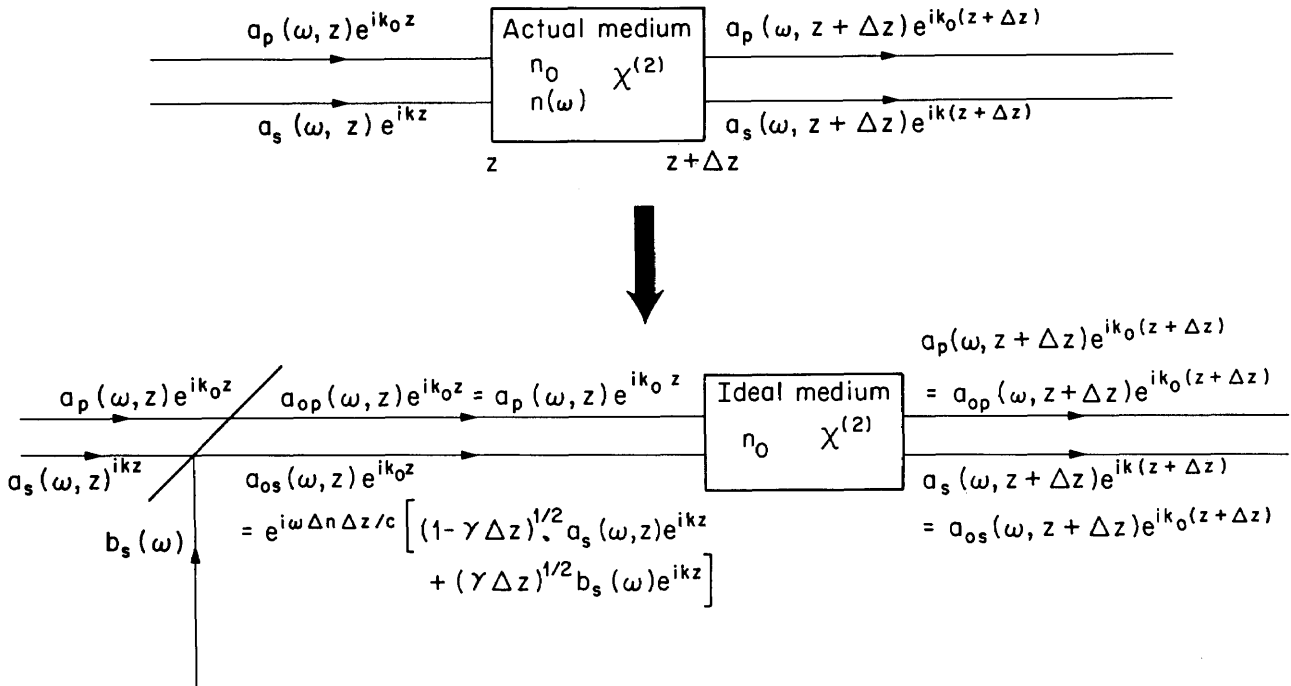 a_p (ω, z) e^{ik_0 z}
Actual medium
n_0 χ^{(2)}
n(ω)
a_p (ω, z + Δz) e^{ik_0 (z + Δz)}
a_s (ω, z) e^{ikz}
a_s (ω, z + Δz) e^{ik (z + Δz)}
z
z + Δz
a_p (ω, z) e^{ik_0 z}
a_{op} (ω, z) e^{ik_0 z} = a_p (ω, z) e^{ik_0 z}
Ideal medium
n_0 χ^{(2)}
a_p (ω, z + Δz) e^{ik_0 (z + Δz)}
= a_{op} (ω, z + Δz) e^{ik_0 (z + Δz)}
a_s (ω, z)^{ikz}
a_{os} (ω, z) e^{ik_0 z}
= e^{iωΔnΔz/c} [ (1 - γΔz)^{1/2} . a_s (ω, z) e^{ikz}
+ (γΔz)^{1/2} b_s (ω) e^{ikz} ]
b_s (ω)
a_s (ω, z + Δz) e^{ik (z + Δz)}
= a_{os} (ω, z + Δz) e^{ik_0 (z + Δz)}